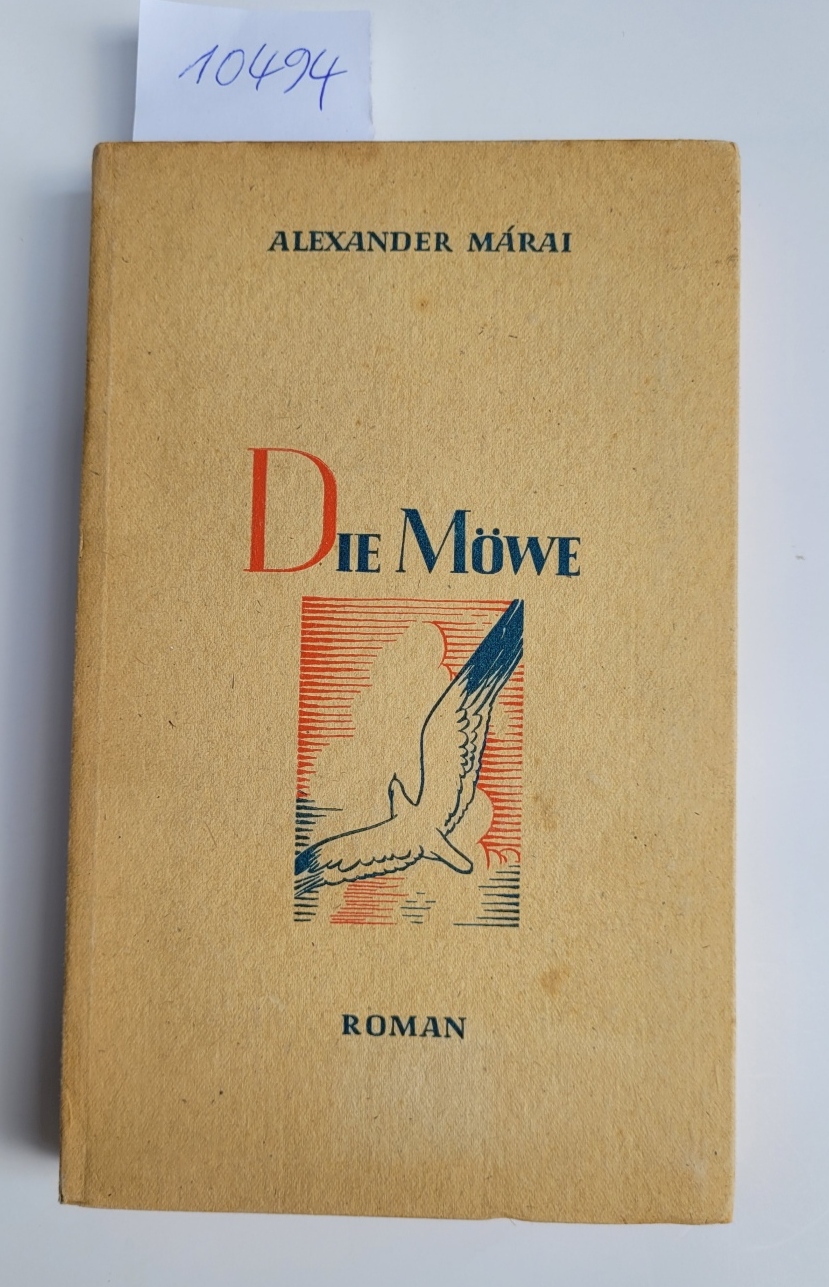 10494
ALEXANDER MÁRAI
DIE MÖWE
ROMAN